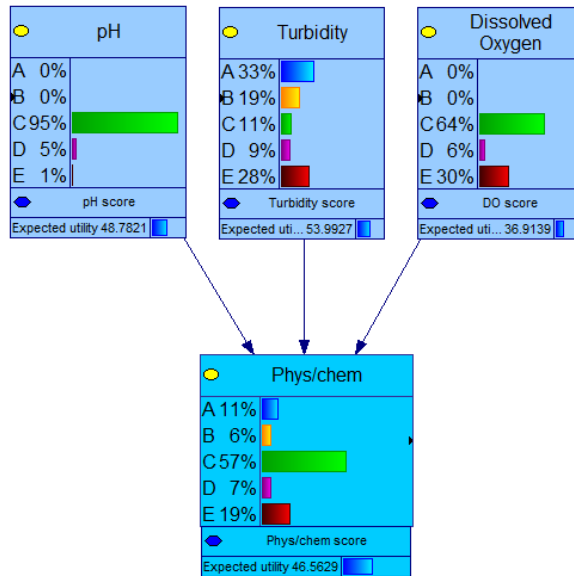 pH
A 0%
B 0%
C 95%
D 5%
E 1%
pH score
Expected utility 48.7821
Turbidity
A 33%
B 19%
C 11%
D 9%
E 28%
Turbidity score
Expected uti... 53.9927
Dissolved
Oxygen
A 0%
B 0%
C 64%
D 6%
E 30%
DO score
Expected uti... 36.9139
Phys/chem
A 11%
B 6%
C 57%
D 7%
E 19%
Phys/chem score
Expected utility 46.5629